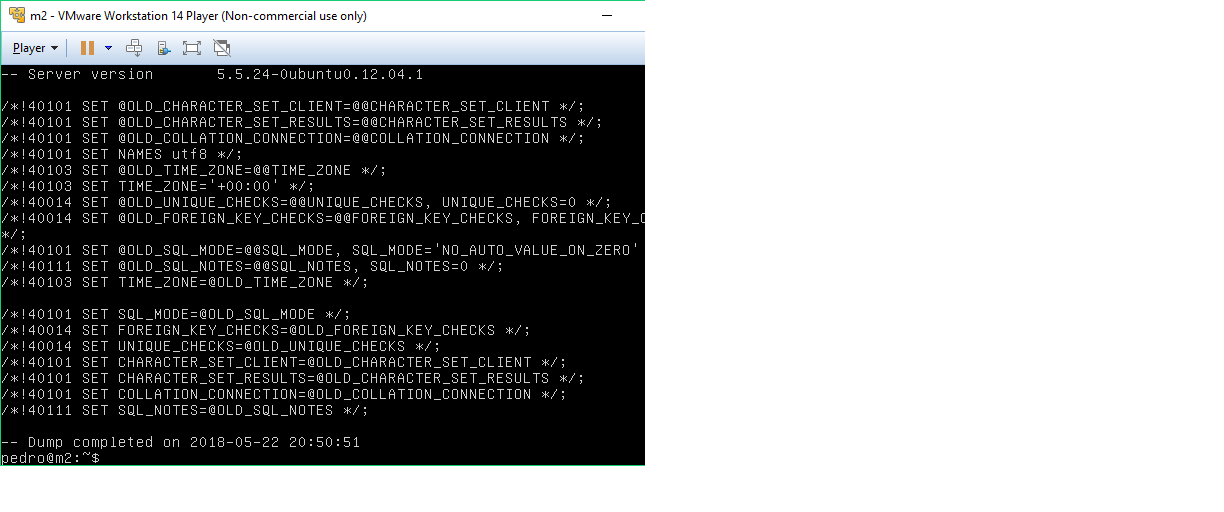 m2 - VMware Workstation 14 Player (Non-commercial use only)
Player
-- Server version       5.5.24-0ubuntu0.12.04.1
/*!40101 SET @OLD_CHARACTER_SET_CLIENT=@@CHARACTER_SET_CLIENT */;
/*!40101 SET @OLD_CHARACTER_SET_RESULTS=@@CHARACTER_SET_RESULTS */;
/*!40101 SET @OLD_COLLATION_CONNECTION=@@COLLATION_CONNECTION */;
/*!40101 SET NAMES utf8 */;
/*!40103 SET @OLD_TIME_ZONE=@@TIME_ZONE */;
/*!40103 SET TIME_ZONE='+00:00' */;
/*!40014 SET @OLD_UNIQUE_CHECKS=@@UNIQUE_CHECKS, UNIQUE_CHECKS=0 */;
/*!40014 SET @OLD_FOREIGN_KEY_CHECKS=@@FOREIGN_KEY_CHECKS, FOREIGN_KEY_C
*/;
/*!40101 SET @OLD_SQL_MODE=@@SQL_MODE, SQL_MODE='NO_AUTO_VALUE_ON_ZERO'
/*!40111 SET @OLD_SQL_NOTES=@@SQL_NOTES, SQL_NOTES=0 */;
/*!40103 SET TIME_ZONE=@OLD_TIME_ZONE */;
/*!40101 SET SQL_MODE=@OLD_SQL_MODE */;
/*!40014 SET FOREIGN_KEY_CHECKS=@OLD_FOREIGN_KEY_CHECKS */;
/*!40014 SET UNIQUE_CHECKS=@OLD_UNIQUE_CHECKS */;
/*!40101 SET CHARACTER_SET_CLIENT=@OLD_CHARACTER_SET_CLIENT */;
/*!40101 SET CHARACTER_SET_RESULTS=@OLD_CHARACTER_SET_RESULTS */;
/*!40101 SET COLLATION_CONNECTION=@OLD_COLLATION_CONNECTION */;
/*!40111 SET SQL_NOTES=@OLD_SQL_NOTES */;
-- Dump completed on 2018-05-22 20:50:51
pedro@m2:~$